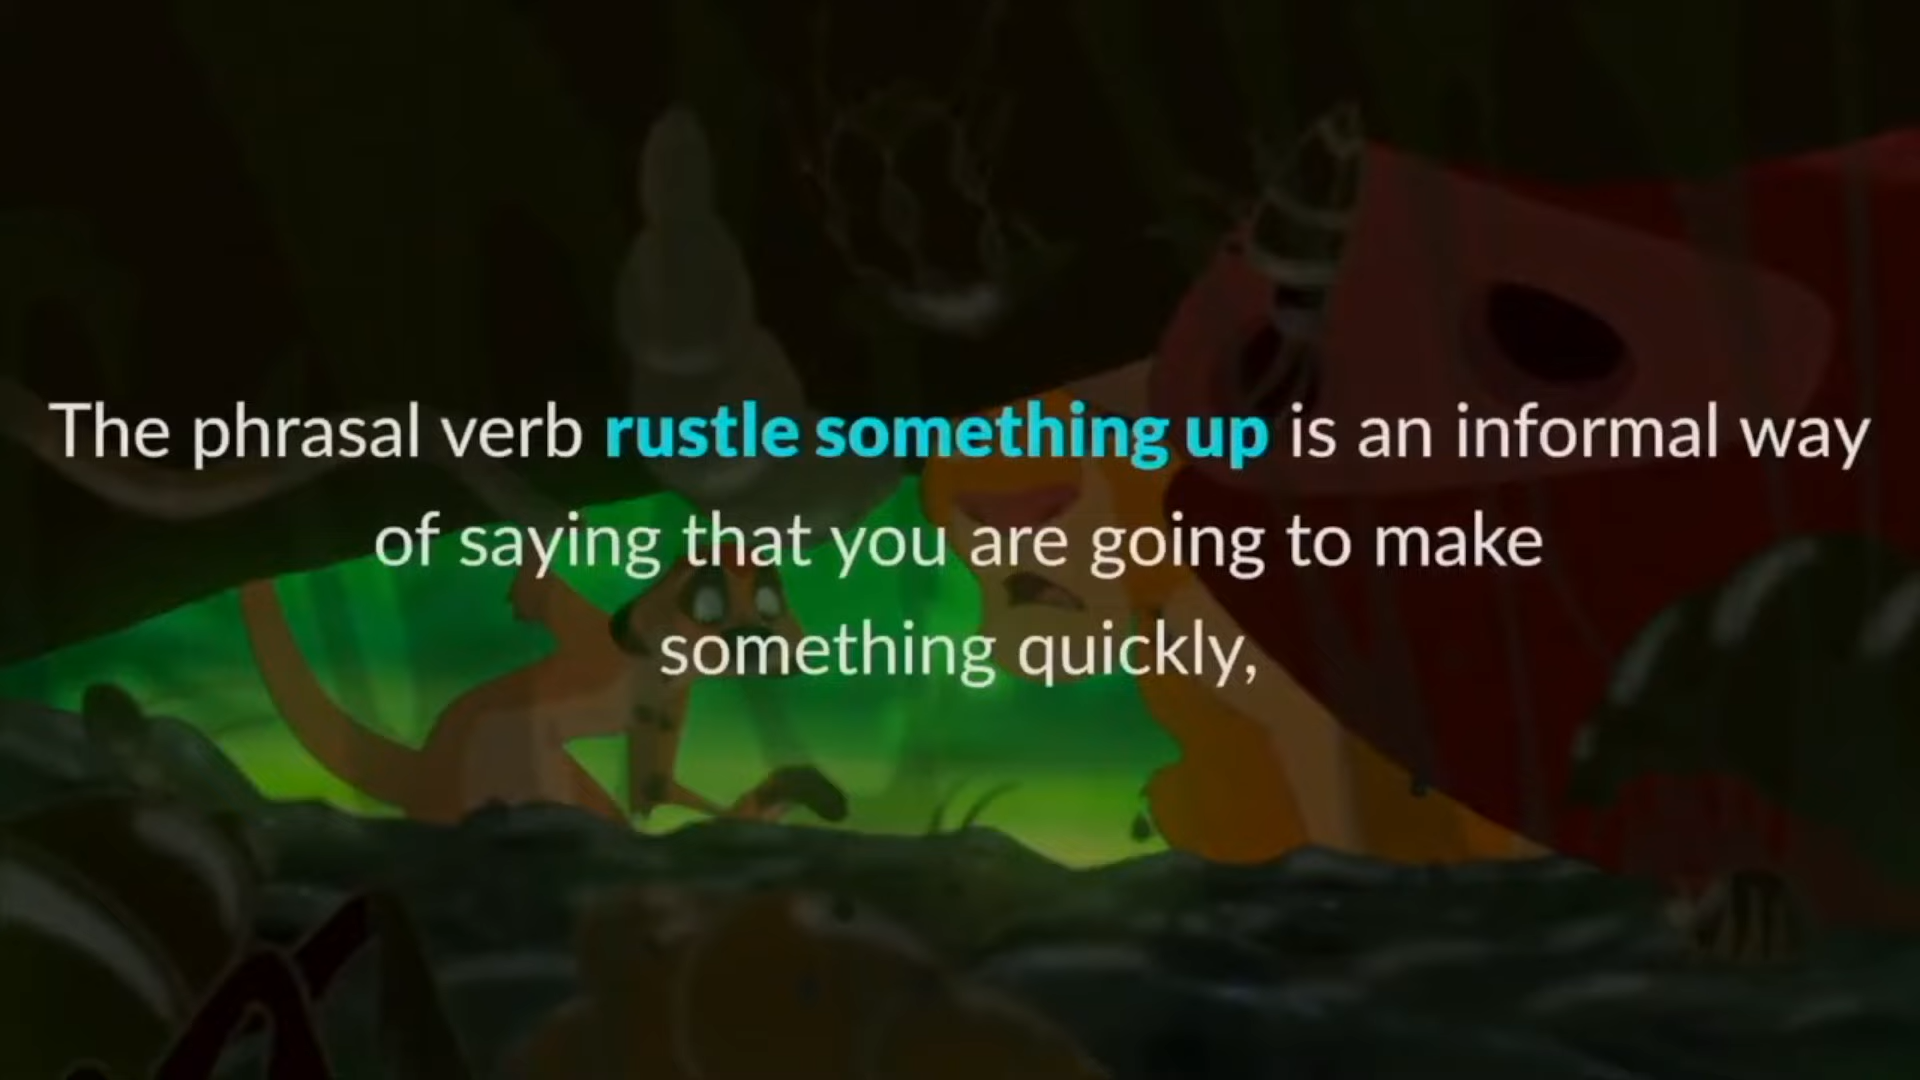 The phrasal verb rustle something up is an informal way
of saying that you are going to make
something quickly,